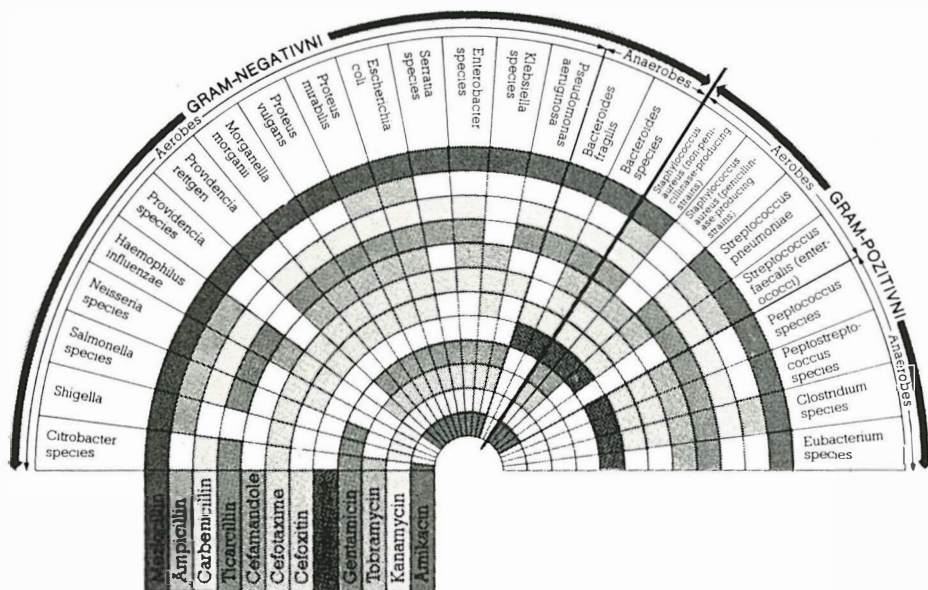 GRAM-NEGATIVNI
Aerobes
Anaerobes
Citrobacter
species
Shigella
Salmonella
species
Neisseria
species
Haemophilus
influenzae
Providencia
species
Providencia
rettgeri
Morganella
morganii
Proteus
vulgaris
Proteus
mirabilis
Escherichia
coli
Serratia
species
Enterobacter
species
Klebsiella
species
Pseudomonas
aeruginosa
Bacteroides
fragilis
Bacteroides
species
GRAM-POZITIVNI
Aerobes
Anaerobes
Staphylococcus
aureus (non-peni-
cillinase-producing
strains)
Staphylococcus
aureus (penicillin-
ase-producing
strains)
Streptococcus
pneumoniae
Streptococcus
faecalis (enter-
ococci)
Peptococcus
species
Peptostrepto-
coccus
species
Clostridium
species
Eubacterium
species
Ampicillin
Carbenicillin
Ticarcillin
Cefamandole
Cefotaxime
Cefoxitin
Gentamicin
Tobramycin
Kanamycin
Amikacin